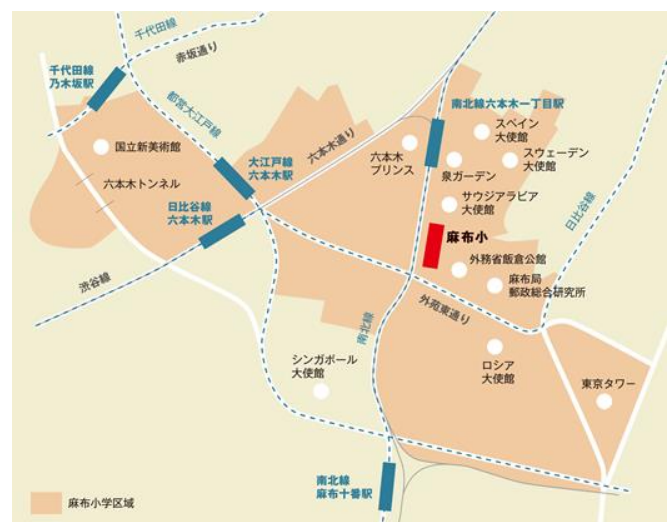 千代田線
赤坂通り
千代田線
乃木坂駅
都営大江戸線
国立新美術館
六本木トンネル
大江戸線
六本木駅
日比谷線
六本木駅
六本木通り
渋谷線
南北線六本木一丁目駅
六本木
プリンス
スペイン
大使館
スウェーデン
大使館
泉ガーデン
サウジアラビア
大使館
日比谷線
麻布小
外務省飯倉公館
麻布局
郵政総合研究所
外苑東通り
南北線
シンガポール
大使館
ロシア
大使館
東京タワー
南北線
麻布十番駅
麻布小学区域